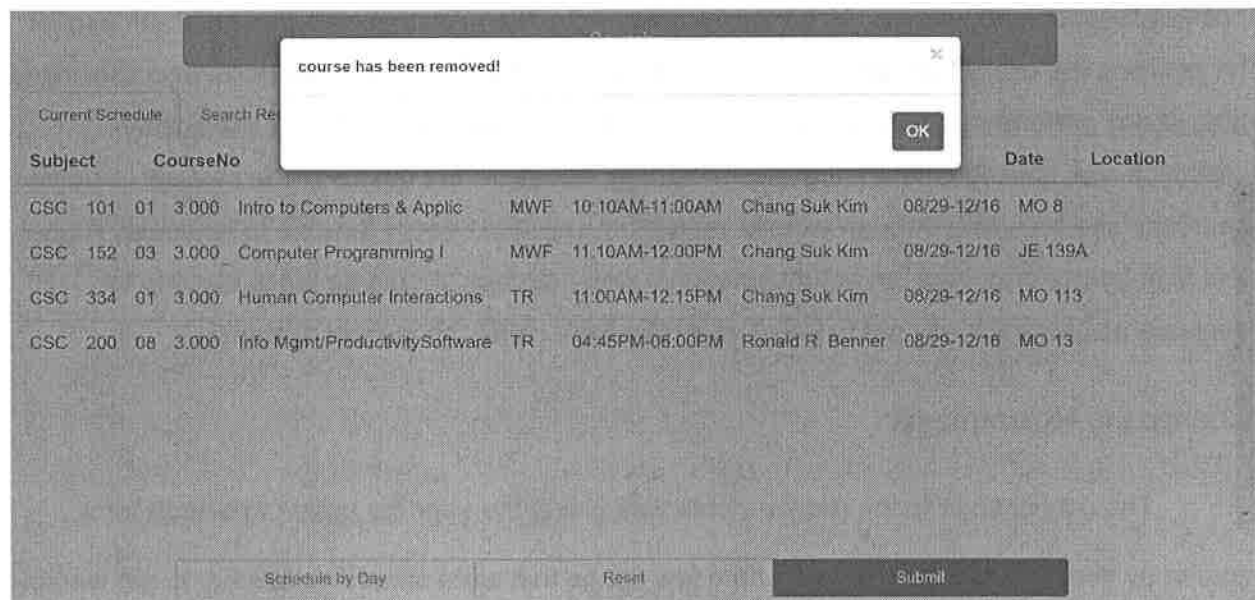 course has been removed!
×
OK
Current Schedule Search Re
Subject CourseNo Date Location
CSC 101 01 3.000 Intro to Computers & Applic MWF 10:10AM-11:00AM Chang Suk Kim 08/29-12/16 MO 8
CSC 152 03 3.000 Computer Programming I MWF 11:10AM-12:00PM Chang Suk Kim 08/29-12/16 JE 139A
CSC 334 01 3.000 Human Computer Interactions TR 11:00AM-12:15PM Chang Suk Kim 08/29-12/16 MO 113
CSC 200 08 3.000 Info Mgmt/ProductivitySoftware TR 04:45PM-06:00PM Ronald R. Benner 08/29-12/16 MO 13
Schedule by Day Reset Submit